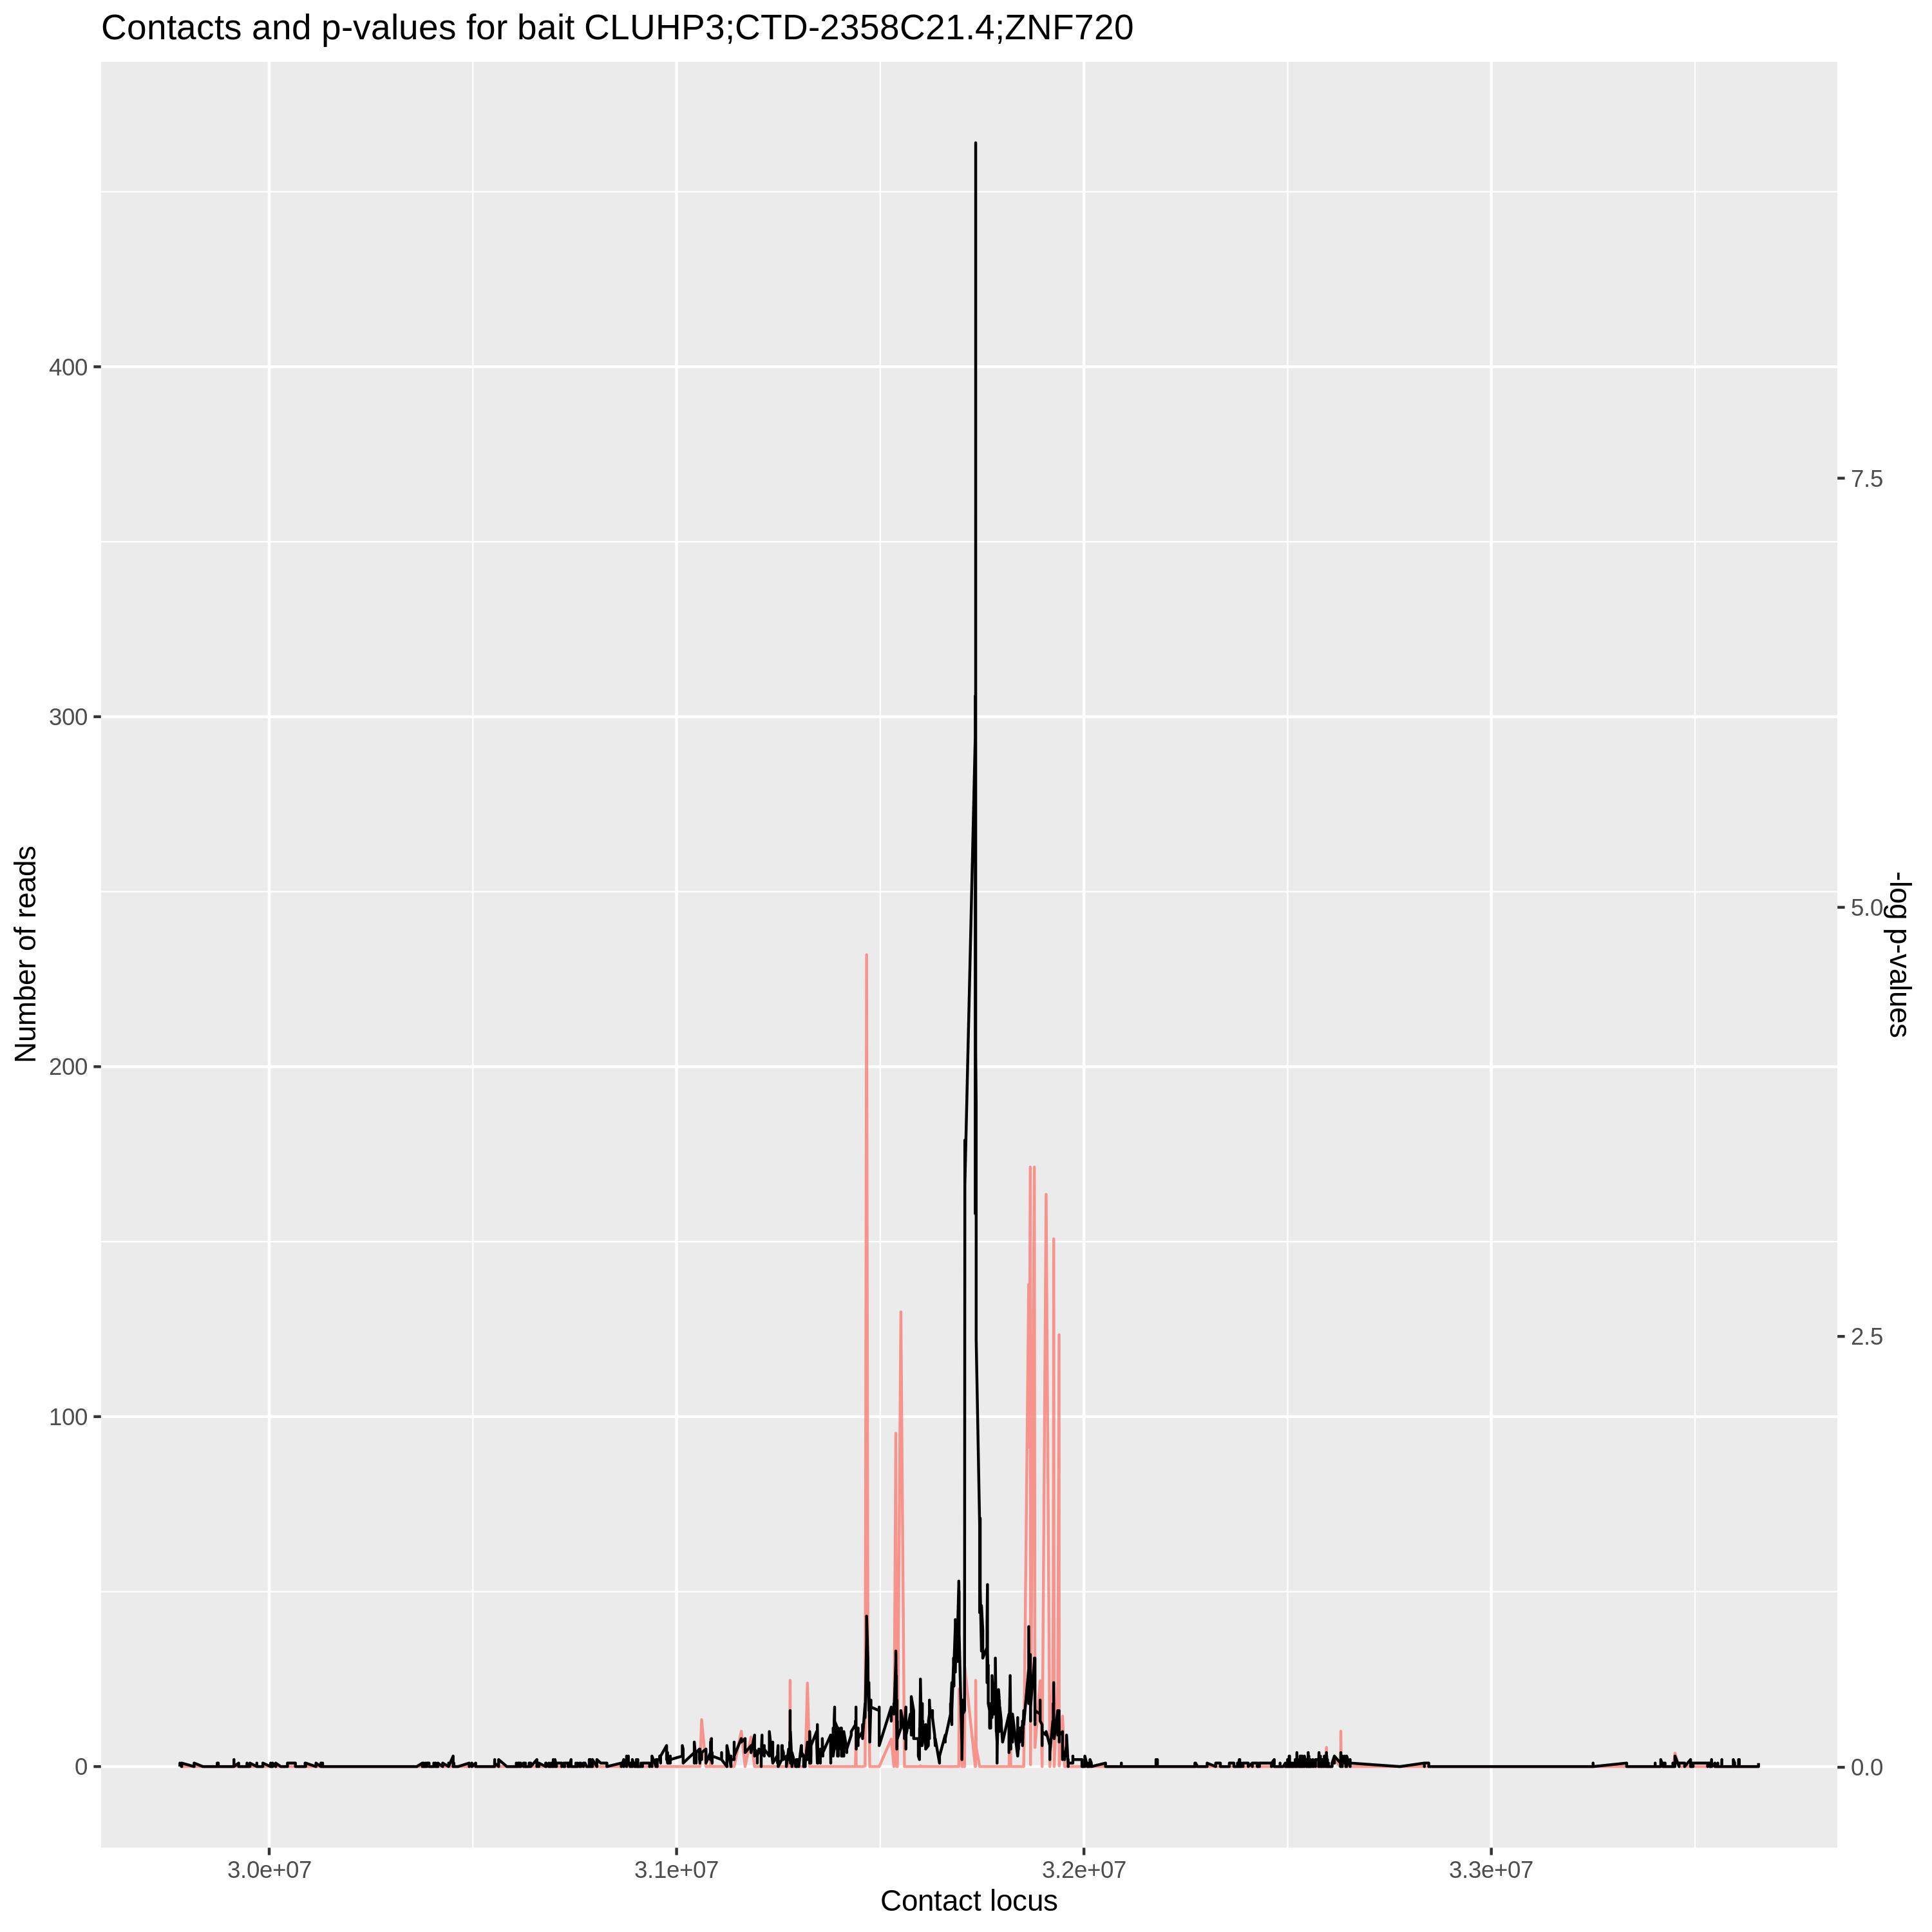 Contacts and p-values for bait CLUHP3;CTD-2358C21.4;ZNF720
Number of reads
400
300
200
100
0
7.5
5.0
2.5
0.0
-log p-values
3.0e+07
3.1e+07
3.2e+07
3.3e+07
Contact locus